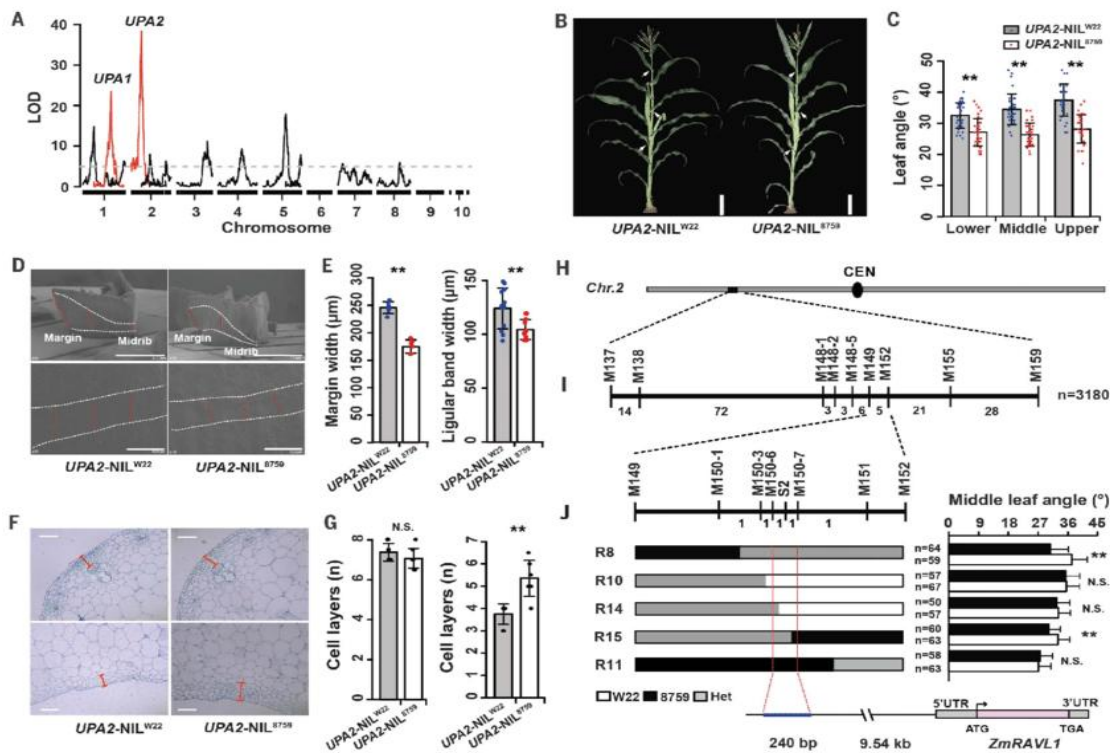 A
UPA2
UPA1
LOD
40
30
20
10
0
1 2 3 4 5 6 7 8 9 10
Chromosome
B
UPA2-NILW22
UPA2-NIL8759
C
UPA2-NILW22
UPA2-NIL8759
** ** **
Leaf angle (°)
50
40
30
20
10
0
Lower Middle Upper
D
Margin
Midrib
Margin
Midrib
UPA2-NILW22
UPA2-NIL8759
E
**
Margin width (μm)
300
250
200
150
100
50
0
UPA2-NILW22
UPA2-NIL8759
**
Ligular band width (μm)
150
100
50
0
UPA2-NILW22
UPA2-NIL8759
F
UPA2-NILW22
UPA2-NIL8759
G
N.S.
Cell layers (n)
8
6
4
2
0
UPA2-NILW22
UPA2-NIL8759
**
Cell layers (n)
7
6
5
4
3
2
1
0
UPA2-NILW22
UPA2-NIL8759
H
CEN
Chr.2
I
M137
M138
M148-1
M148-2
M148-5
M149
M152
M155
M159
n=3180
14 72 3 3 6 5 21 28
M149
M150-1
M150-3
M150-6
S2
M150-7
M151
M152
1 1 1 1
J
Middle leaf angle (°)
0 9 18 27 36 45
R8
n=64
n=59
**
R10
n=57
n=67
N.S.
R14
n=50
n=57
N.S.
R15
n=60
n=63
**
R11
n=58
n=63
N.S.
W22 8759 Het
5'UTR
3'UTR
ATG
TGA
240 bp
9.54 kb
ZmRAVL1